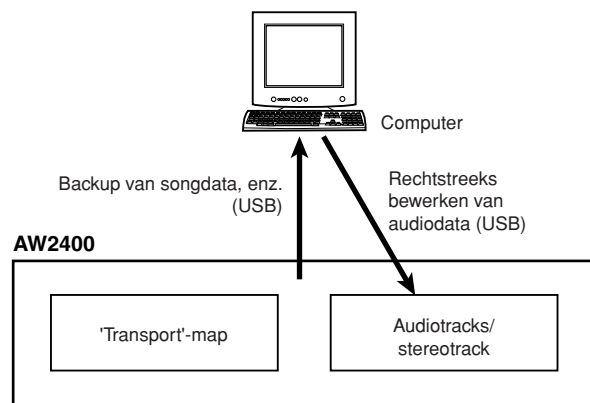 Computer
Backup van songdata, enz.
(USB)
Rechtstreeks
bewerken van
audiodata (USB)
AW2400
'Transport'-map
Audiotracks/
stereotrack